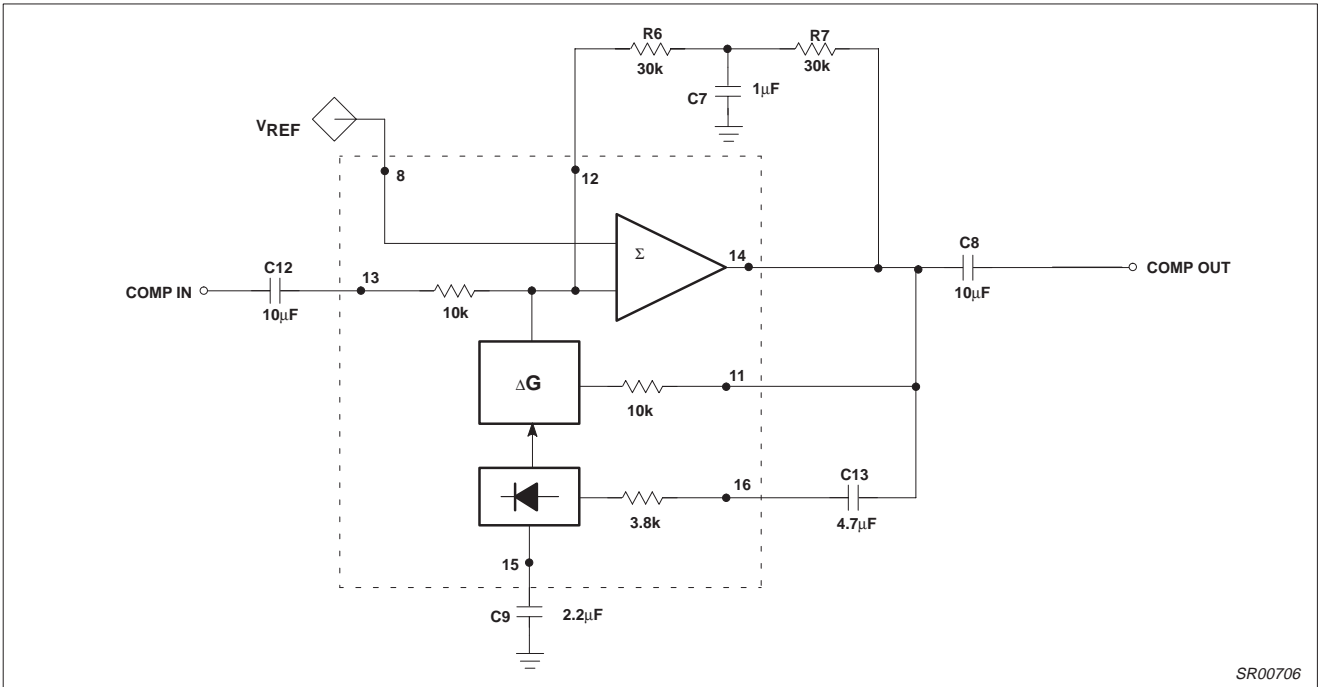 R6
30k
R7
30k
C7
1µF
VREF
8
12
Σ
14
C8
10µF
COMP OUT
COMP IN
C12
10µF
13
10k
ΔG
10k
11
3.8k
16
C13
4.7µF
15
C9
2.2µF
SR00706